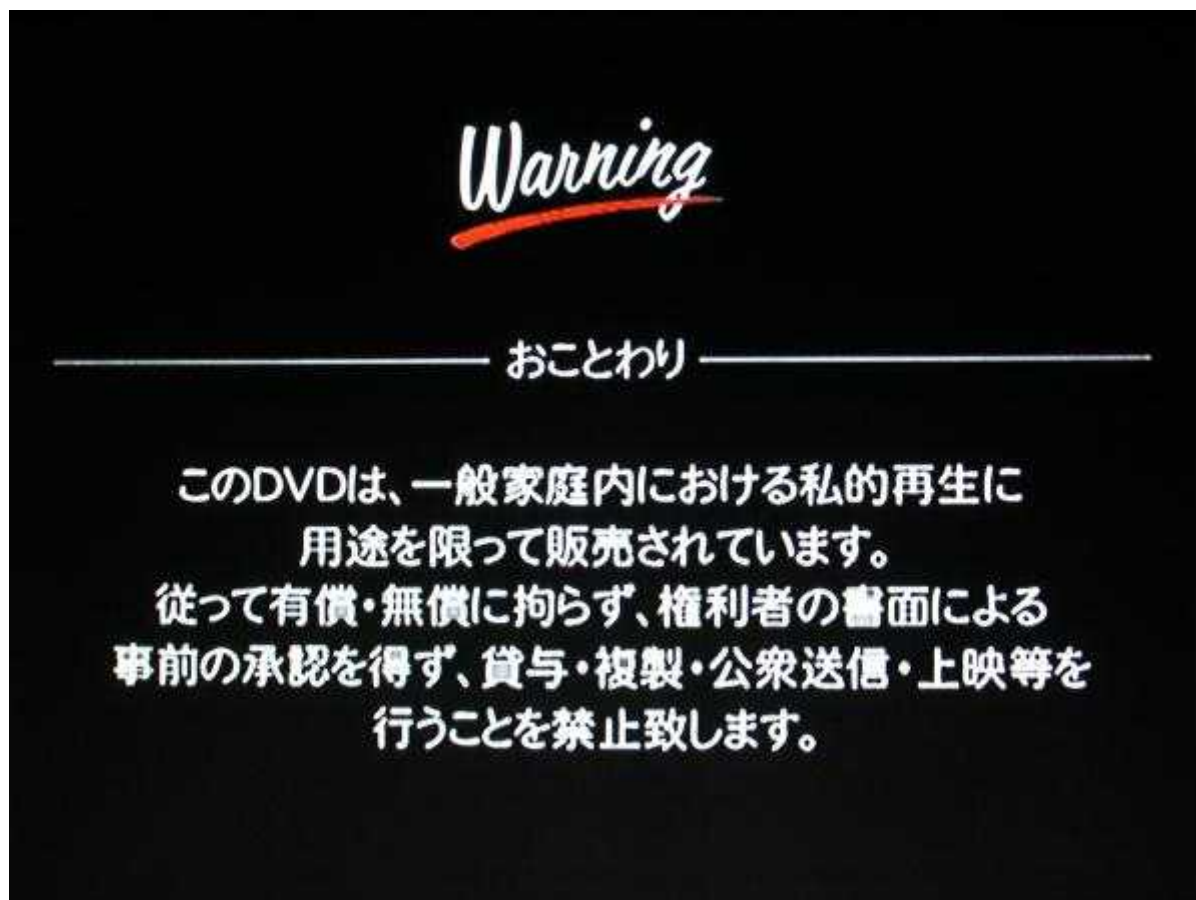 Warning
おことわり
このDVDは、一般家庭内における私的再生に
用途を限って販売されています。
従って有償・無償に拘らず、権利者の書面による
事前の承認を得ず、貸与・複製・公衆送信・上映等を
行うことを禁止致します。